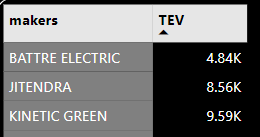 makers TEV
BATTRE ELECTRIC 4.84K
JITENDRA 8.56K
KINETIC GREEN 9.59K